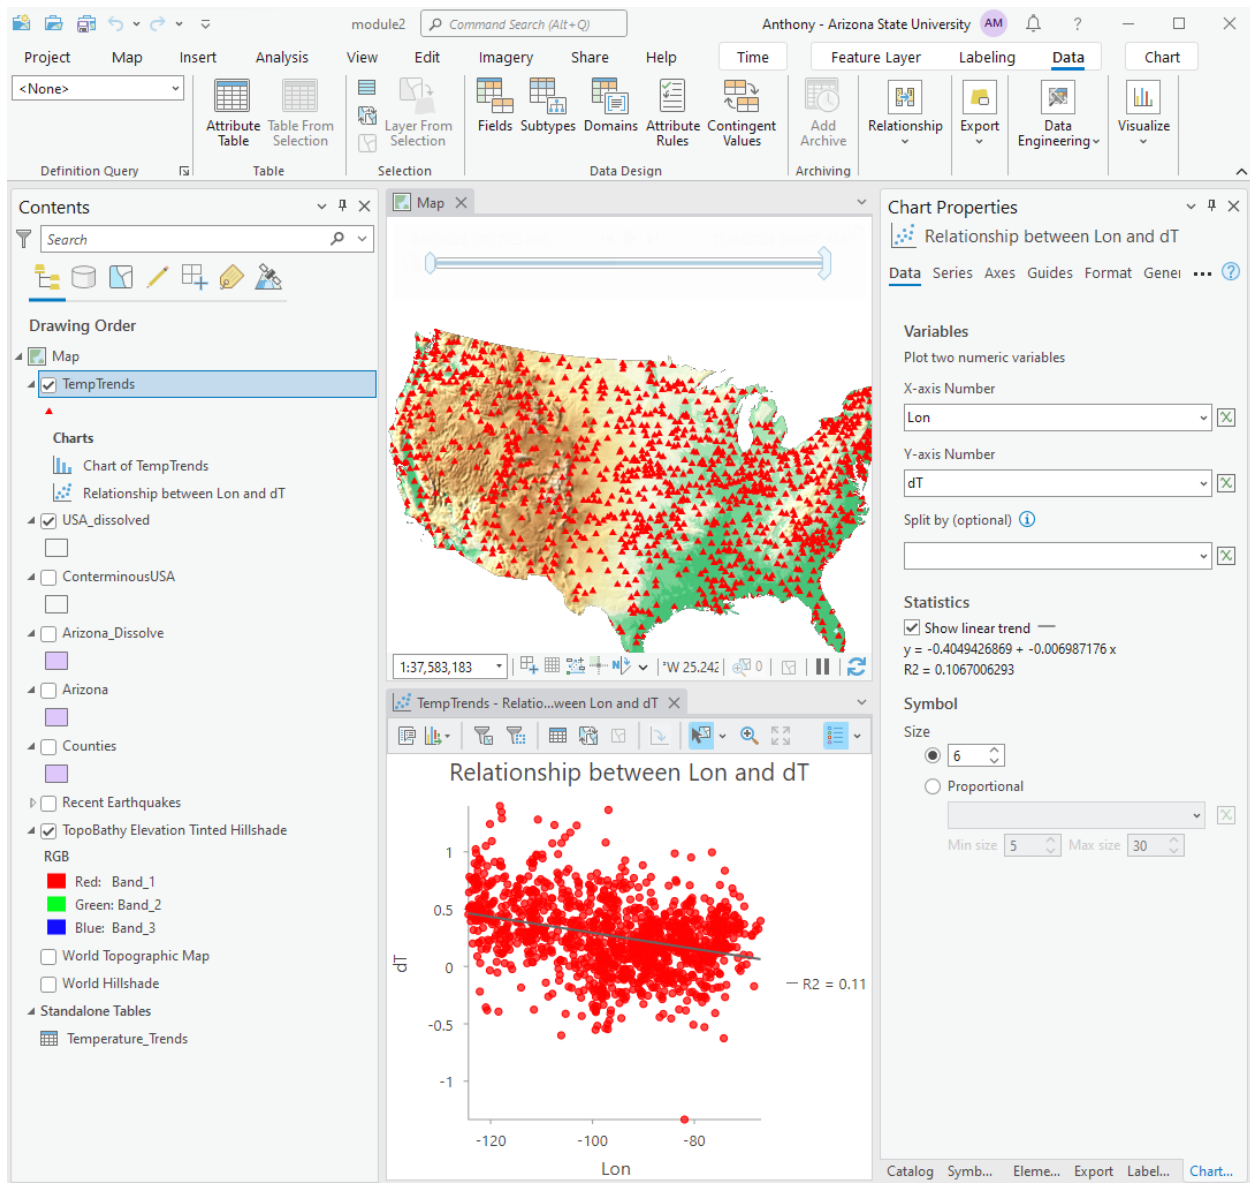 module2
Command Search (Alt+Q)
Anthony - Arizona State University
AM
?
Project Map Insert Analysis View Edit Imagery Share Help Time Feature Layer Labeling Data Chart
<None>
Attribute Table
Table From Selection
Layer From Selection
Fields
Subtypes
Domains
Attribute Rules
Contingent Values
Add Archive
Relationship
Export
Data Engineering
Visualize
Definition Query
Table
Selection
Data Design
Archiving
Contents
Search
Drawing Order
Map
TempTrends
Charts
Chart of TempTrends
Relationship between Lon and dT
USA_dissolved
ConterminousUSA
Arizona_Dissolve
Arizona
Counties
Recent Earthquakes
TopoBathy Elevation Tinted Hillshade
RGB
Red: Band_1
Green: Band_2
Blue: Band_3
World Topographic Map
World Hillshade
Standalone Tables
Temperature_Trends
Map
1:37,583,183
°W 25.242
0
TempTrends - Relatio...ween Lon and dT
Relationship between Lon and dT
1
0.5
0
-0.5
-1
dT
-120 -100 -80
Lon
R2 = 0.11
Chart Properties
Relationship between Lon and dT
Data Series Axes Guides Format Gener ...
?
Variables
Plot two numeric variables
X-axis Number
Lon
Y-axis Number
dT
Split by (optional)
Statistics
Show linear trend
y = -0.4049426869 + -0.006987176 x
R2 = 0.1067006293
Symbol
Size
6
Proportional
Min size 5 Max size 30
Catalog Symb... Eleme... Export Label... Chart...